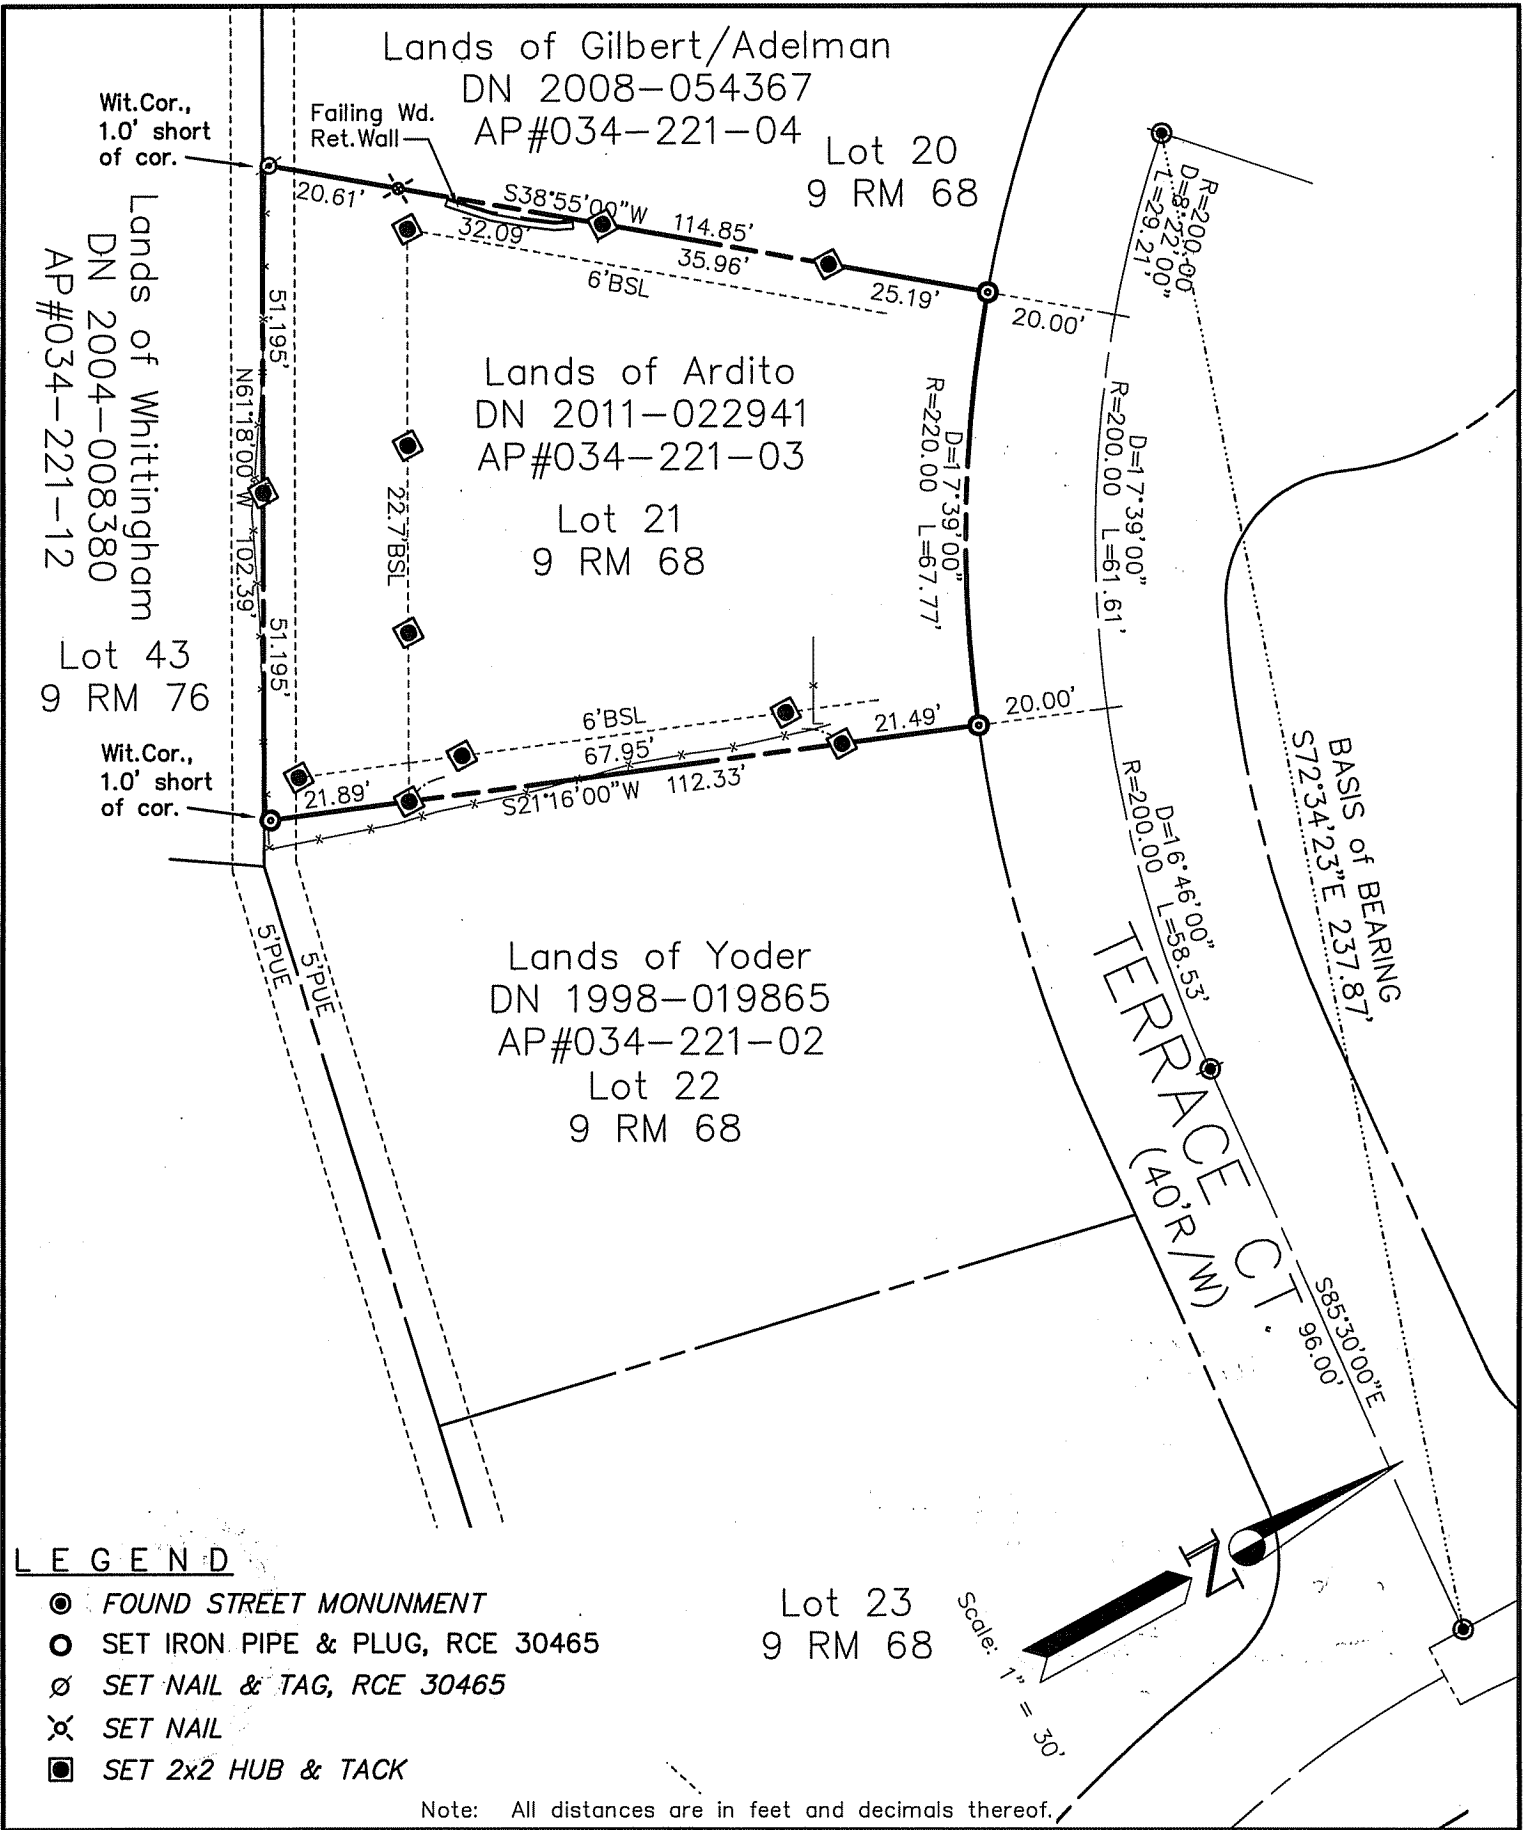 Lands of Gilbert/Adelman
DN 2008-054367
AP#034-221-04
Lot 20
9 RM 68
Wit.Cor.,
1.0' short
of cor.
Failing Wd.
Ret.Wall
20.61'
S38°55'00"W
114.85'
32.09'
35.96'
6'BSL
25.19'
20.00'
R=200.00
D=8°22'00"
L=29.21'
Lands of Whittingham
DN 2004-008380
AP#034-221-12
Lot 43
9 RM 76
51.195'
N61°18'00"W 102.39'
51.195'
Lands of Ardito
DN 2011-022941
AP#034-221-03
Lot 21
9 RM 68
22.7'BSL
D=17°39'00"
R=220.00 L=67.77'
D=17°39'00"
R=200.00 L=61.61'
Wit.Cor.,
1.0' short
of cor.
6'BSL
67.95'
21.49'
20.00'
21.89'
S21°16'00"W
112.33'
BASIS of BEARING
S72°34'23"E 237.87'
D=16°46'00"
R=200.00 L=58.53'
5'PUE
5'PUE
Lands of Yoder
DN 1998-019865
AP#034-221-02
Lot 22
9 RM 68
TERRACE CT.
(40'R/W)
S85°30'00"E
96.00'
N
Scale: 1" = 30'
Lot 23
9 RM 68
LEGEND
FOUND STREET MONUNMENT
SET IRON PIPE & PLUG, RCE 30465
SET NAIL & TAG, RCE 30465
SET NAIL
SET 2x2 HUB & TACK
Note: All distances are in feet and decimals thereof.